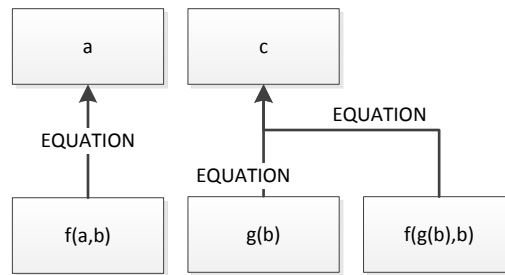 a
c
EQUATION
EQUATION
EQUATION
f(a,b)
g(b)
f(g(b),b)